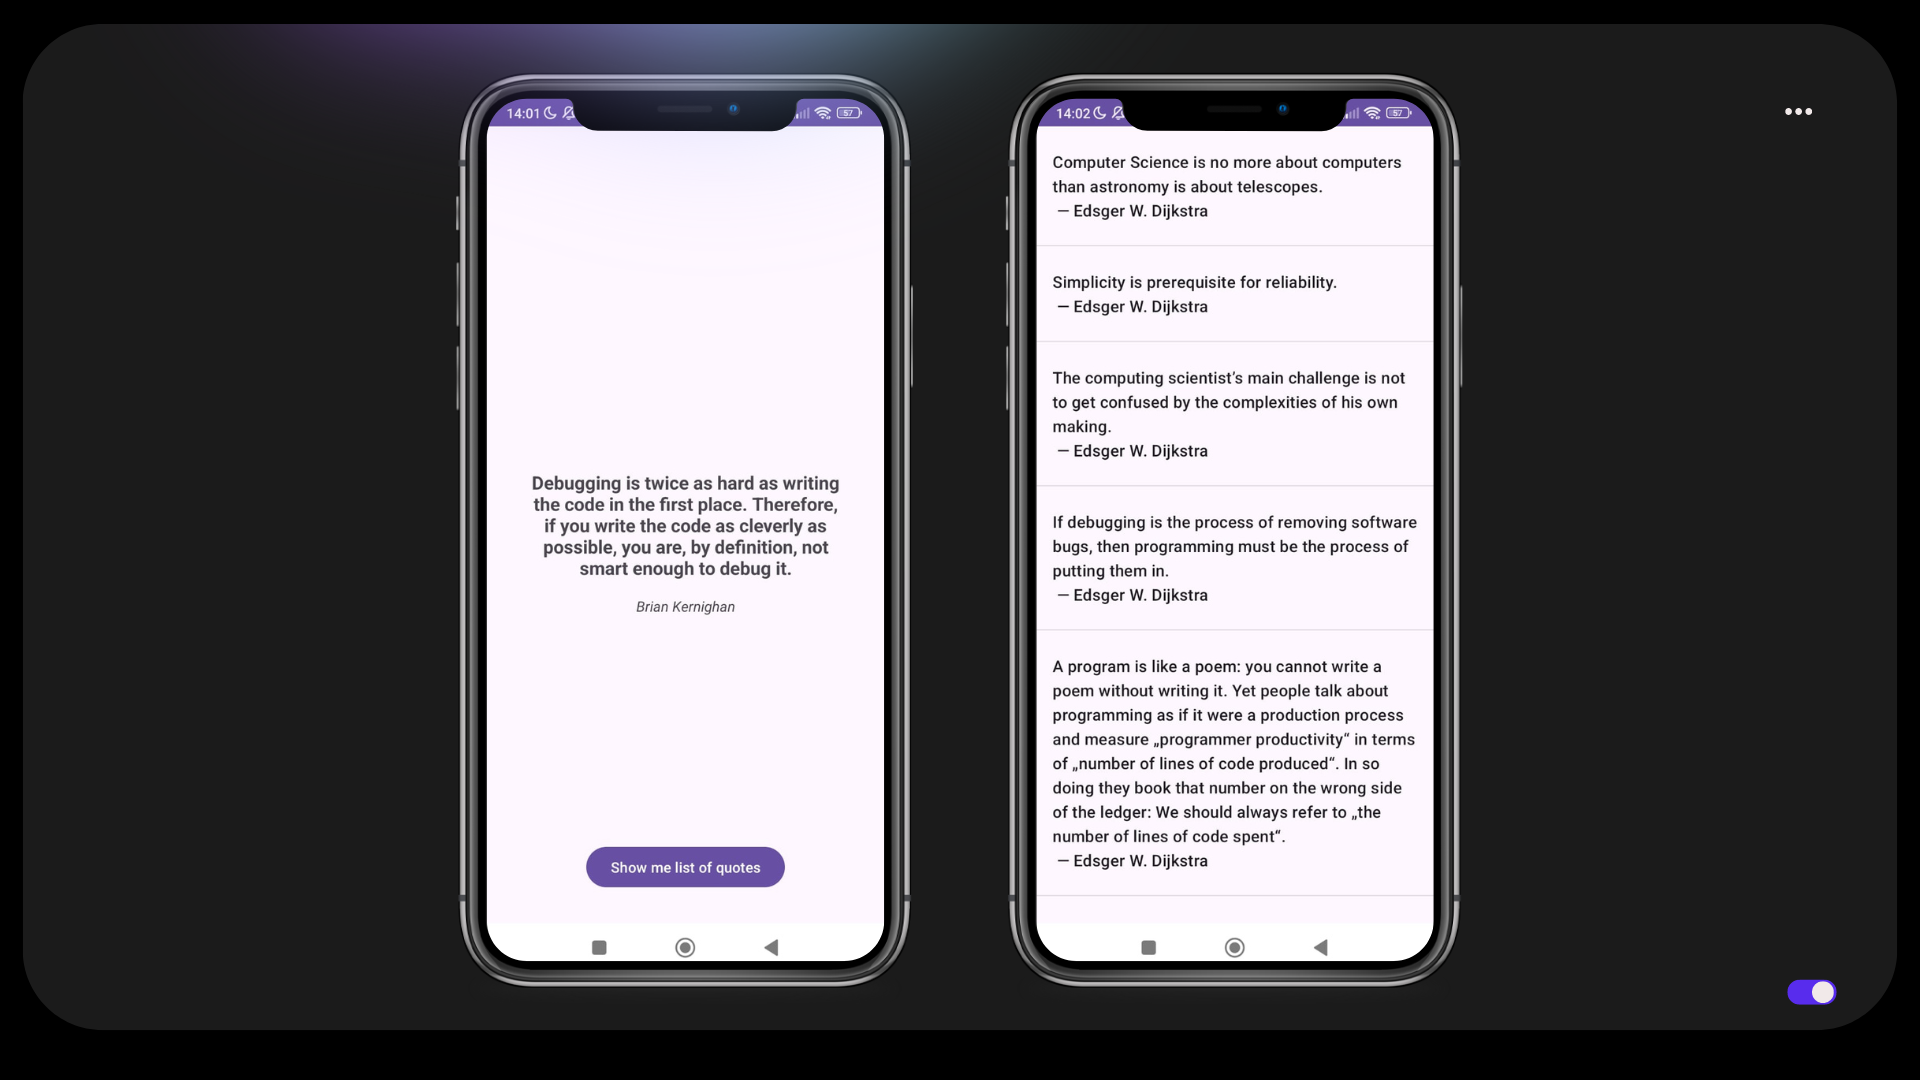 14:01
57
Debugging is twice as hard as writing
the code in the first place. Therefore,
if you write the code as cleverly as
possible, you are, by definition, not
smart enough to debug it.
Brian Kernighan
Show me list of quotes
14:02
57
Computer Science is no more about computers
than astronomy is about telescopes.
— Edsger W. Dijkstra
Simplicity is prerequisite for reliability.
— Edsger W. Dijkstra
The computing scientist’s main challenge is not
to get confused by the complexities of his own
making.
— Edsger W. Dijkstra
If debugging is the process of removing software
bugs, then programming must be the process of
putting them in.
— Edsger W. Dijkstra
A program is like a poem: you cannot write a
poem without writing it. Yet people talk about
programming as if it were a production process
and measure „programmer productivity“ in terms
of „number of lines of code produced“. In so
doing they book that number on the wrong side
of the ledger: We should always refer to „the
number of lines of code spent“.
— Edsger W. Dijkstra